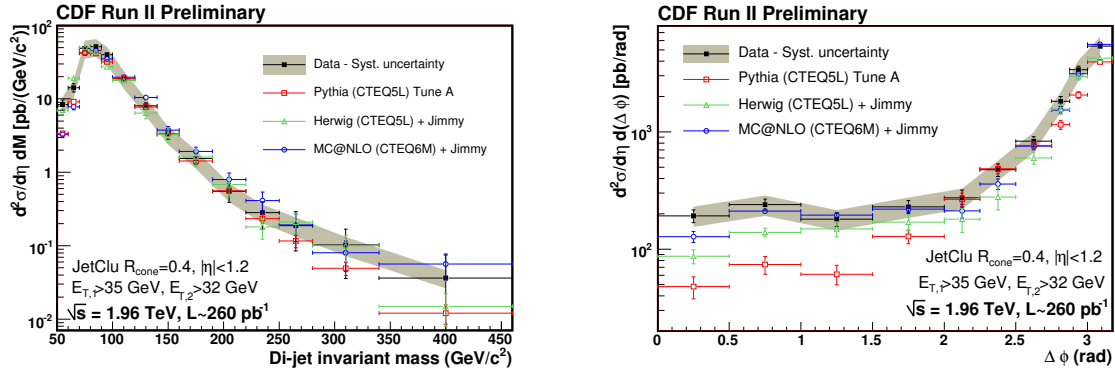 CDF Run II Preliminary
d²σ/dη dM [pb/(GeV/c²)]
10²
10
1
10⁻¹
10⁻²
Data - Syst. uncertainty
Pythia (CTEQ5L) Tune A
Herwig (CTEQ5L) + Jimmy
MC@NLO (CTEQ6M) + Jimmy
JetClu R_cone=0.4, |η|<1.2
E_T,1>35 GeV, E_T,2>32 GeV
√s = 1.96 TeV, L~260 pb⁻¹
50 100 150 200 250 300 350 400 450
Di-jet invariant mass (GeV/c²)
CDF Run II Preliminary
d²σ/dη d(Δ φ) [pb/rad]
10³
10²
Data - Syst. uncertainty
Pythia (CTEQ5L) Tune A
Herwig (CTEQ5L) + Jimmy
MC@NLO (CTEQ6M) + Jimmy
JetClu R_cone=0.4, |η|<1.2
E_T,1>35 GeV, E_T,2>32 GeV
√s = 1.96 TeV, L~260 pb⁻¹
0 0.5 1 1.5 2 2.5 3
Δ φ (rad)